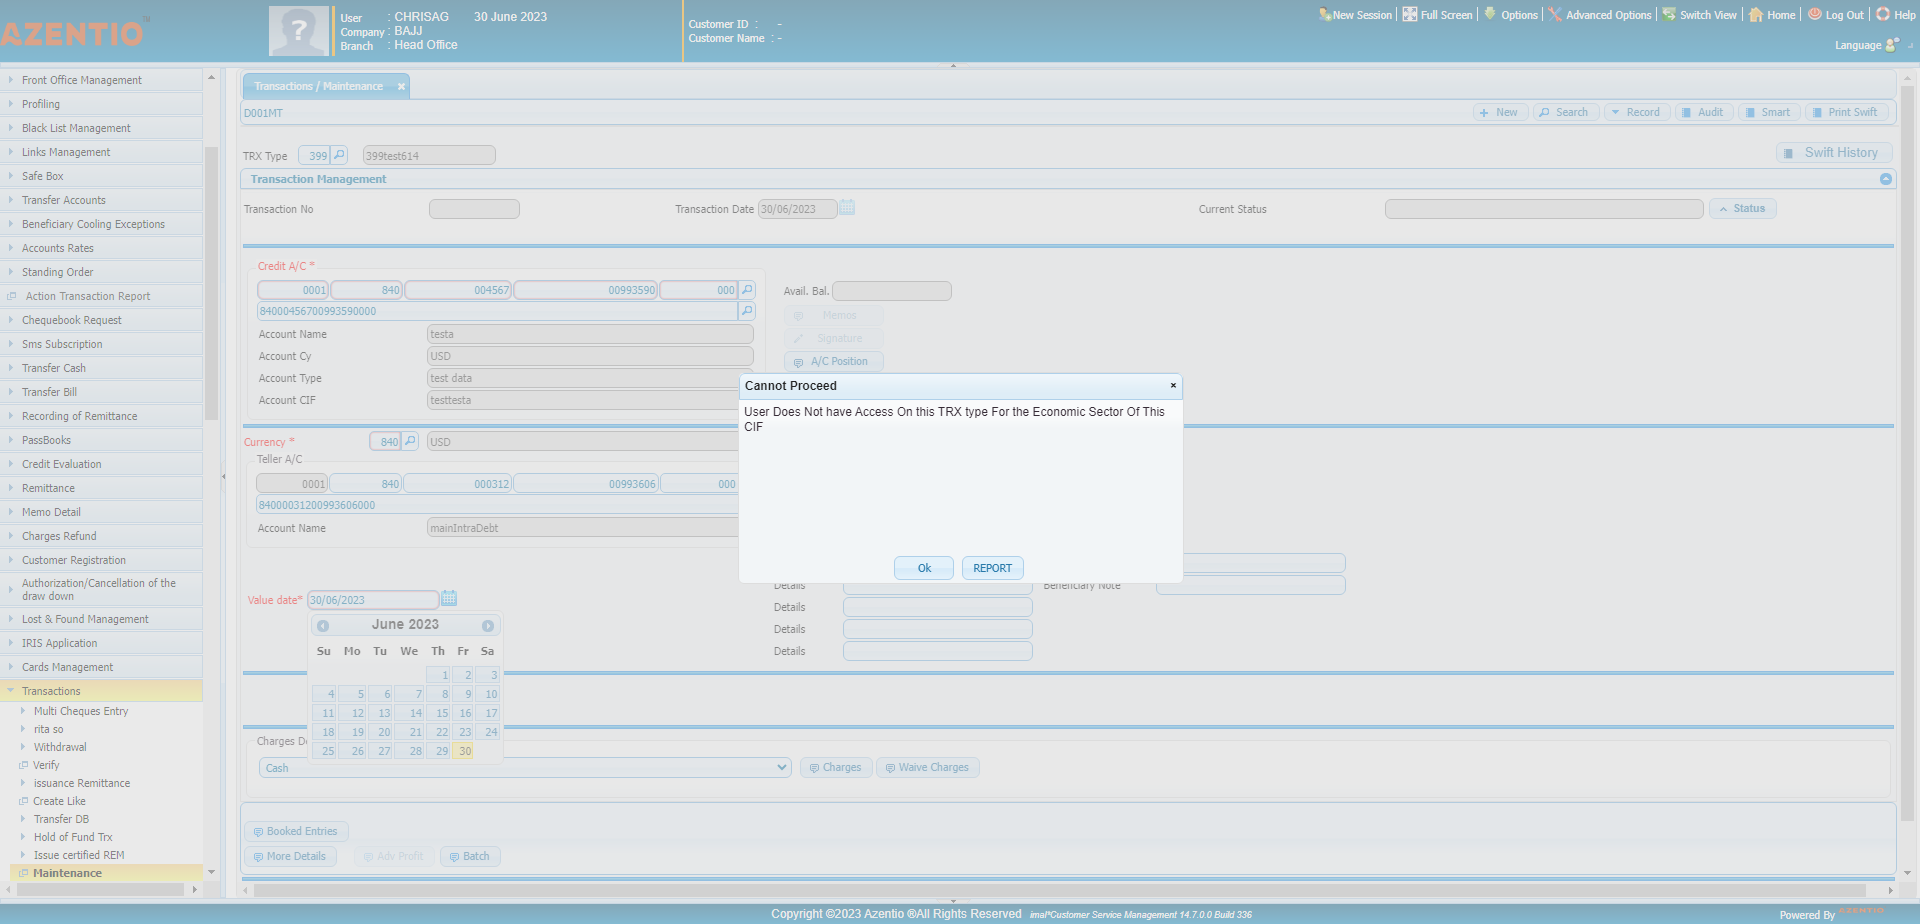 AZENTIO
TM
User : CHRISAG 30 June 2023
Company : BAJJ
Branch : Head Office
Customer ID : -
Customer Name : -
New Session Full Screen Options Advanced Options Switch View Home Log Out Help
Language
Front Office Management
Profiling
Black List Management
Links Management
Safe Box
Transfer Accounts
Beneficiary Cooling Exceptions
Accounts Rates
Standing Order
Action Transaction Report
Chequebook Request
Sms Subscription
Transfer Cash
Transfer Bill
Recording of Remittance
PassBooks
Credit Evaluation
Remittance
Memo Detail
Charges Refund
Customer Registration
Authorization/Cancellation of the
draw down
Lost & Found Management
IRIS Application
Cards Management
Transactions
Multi Cheques Entry
rita so
Withdrawal
Verify
issuance Remittance
Create Like
Transfer DB
Hold of Fund Trx
Issue certified REM
Maintenance
Transactions / Maintenance
D001MT
New Search Record Audit Smart Print Swift
TRX Type 399 399test614
Swift History
Transaction Management
Transaction No Transaction Date 30/06/2023 Current Status Status
Credit A/C *
0001 840 004567 00993590 000
84000456700993590000
Avail. Bal.
Memos
Signature
A/C Position
Account Name testa
Account Cy USD
Account Type test data
Account CIF testtesta
Currency * 840 USD
Teller A/C
0001 840 000312 00993606 000
84000031200993606000
Account Name mainIntraDebt
Cannot Proceed
User Does Not have Access On this TRX type For the Economic Sector Of This
CIF
Ok REPORT
Details Beneficiary Note
Details
Details
Details
Value date* 30/06/2023
June 2023
Su Mo Tu We Th Fr Sa
1 2 3
4 5 6 7 8 9 10
11 12 13 14 15 16 17
18 19 20 21 22 23 24
25 26 27 28 29 30
Charges D
Cash Charges Waive Charges
Booked Entries
More Details Adv Profit Batch
Copyright ©2023 Azentio ®All Rights Reserved imal*Customer Service Management 14.7.0.0 Build 336
Powered By AZENTIO